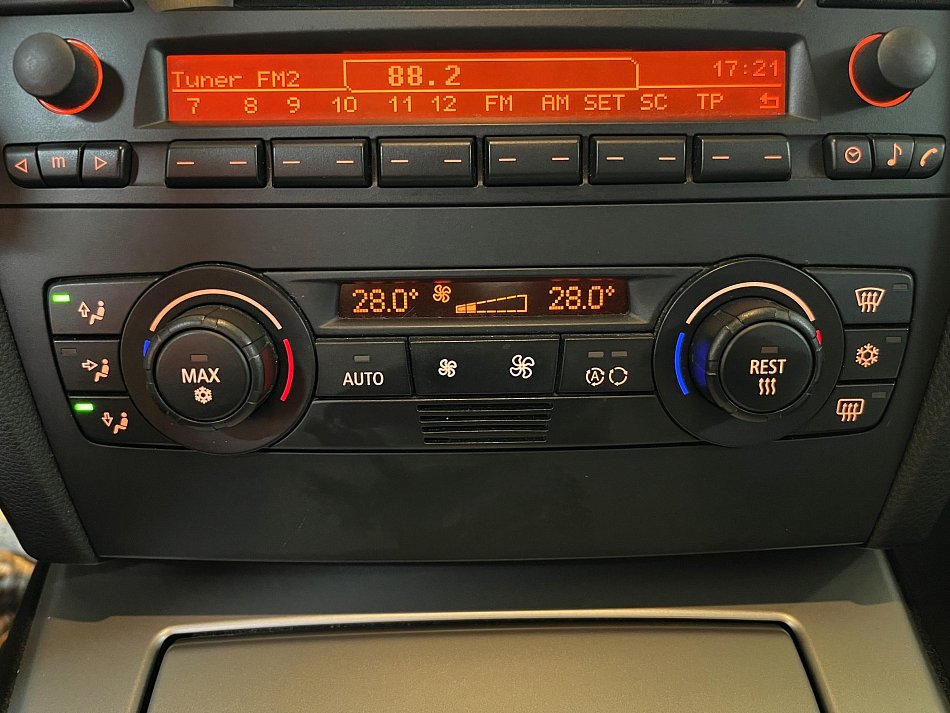 Tuner FM2 88.2 17:21
7 8 9 10 11 12 FM AM SET SC TP
m
28.0° 28.0°
MAX
AUTO
A
REST